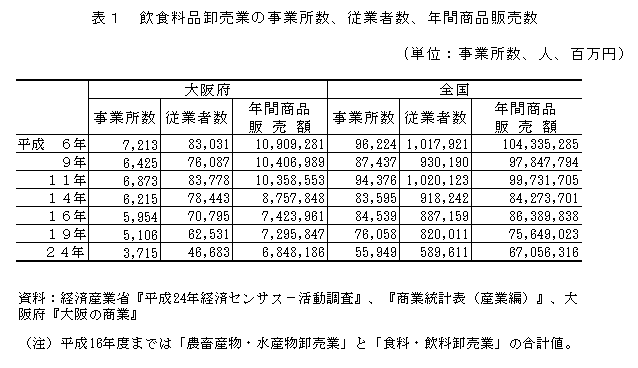 表１　飲食料品卸売業の事業所数、従業者数、年間商品販売数
（単位：事業所数、人、百万円）
大阪府　全国
事業所数　従業者数　年間商品販売額　事業所数　従業者数　年間商品販売額
平成　６年　7,213　83,031　10,909,281　96,224　1,017,921　104,335,285
９年　6,425　76,087　10,406,989　87,437　930,190　97,847,794
１１年　6,873　83,778　10,358,553　94,376　1,020,123　99,731,705
１４年　6,215　78,443　8,757,848　83,595　918,242　84,273,701
１６年　5,954　70,795　7,423,961　84,539　887,159　86,389,838
１９年　5,106　62,531　7,295,847　76,058　820,011　75,649,023
２４年　3,715　46,683　6,848,186　55,949　589,611　67,056,316
資料：経済産業省『平成24年経済センサス－活動調査』、『商業統計表（産業編）』、大
阪府『大阪の商業』
（注）平成16年度までは「農畜産物・水産物卸売業」と「食料・飲料卸売業」の合計値。